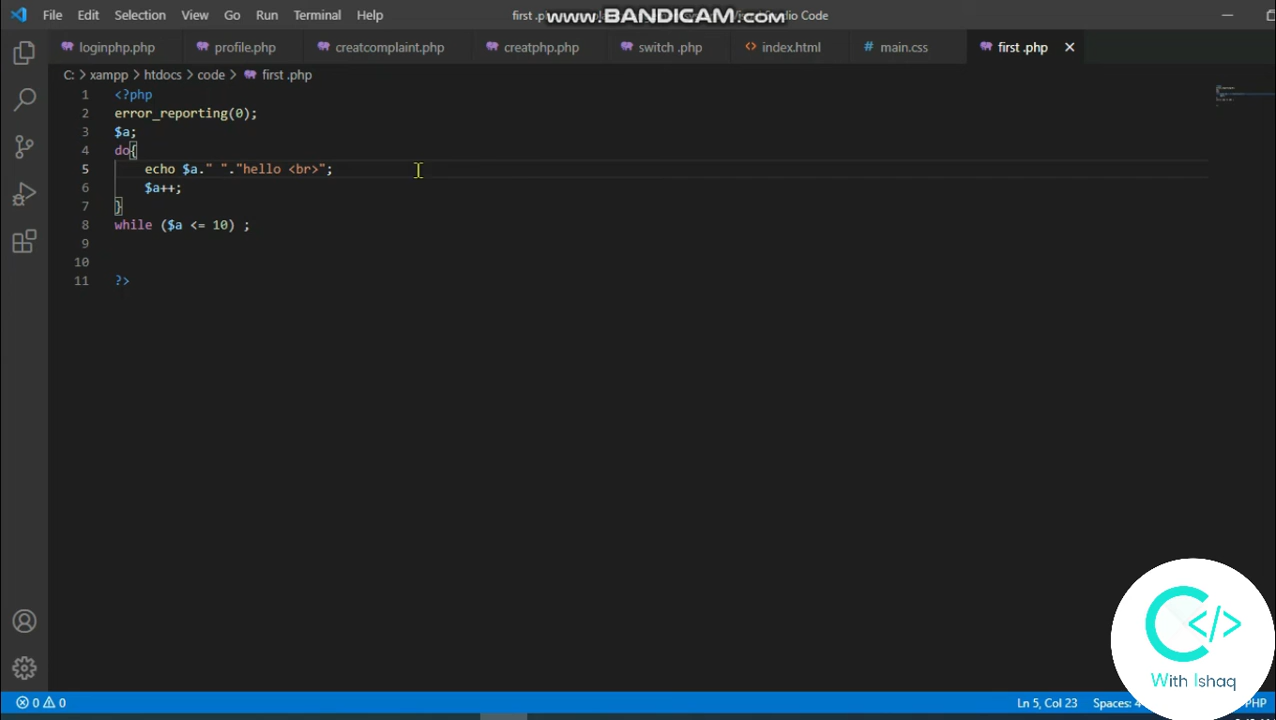 File Edit Selection View Go Run Terminal Help
first .p
www.BANDICAM.com
Studio Code
loginphp.php
profile.php
creatcomplaint.php
creatphp.php
switch .php
index.html
# main.css
first .php
C: > xampp > htdocs > code > first .php
1 <?php
2 error_reporting(0);
3 $a;
4 do{
5 echo $a." "."hello <br>";
6 $a++;
7 }
8 while ($a <= 10) ;
9
10
11 ?>
C </>
With Ishaq
0 0
Ln 5, Col 23
Spaces: 4
PHP